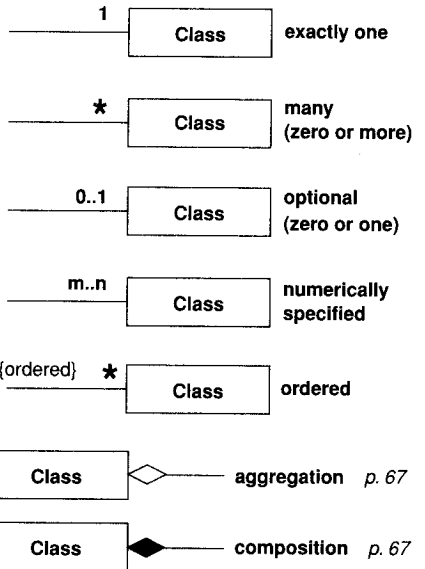 1
Class exactly one
* many
Class (zero or more)
0..1 optional
Class (zero or one)
m..n numerically
Class specified
{ordered} *
Class ordered
Class aggregation p. 67
Class composition p. 67